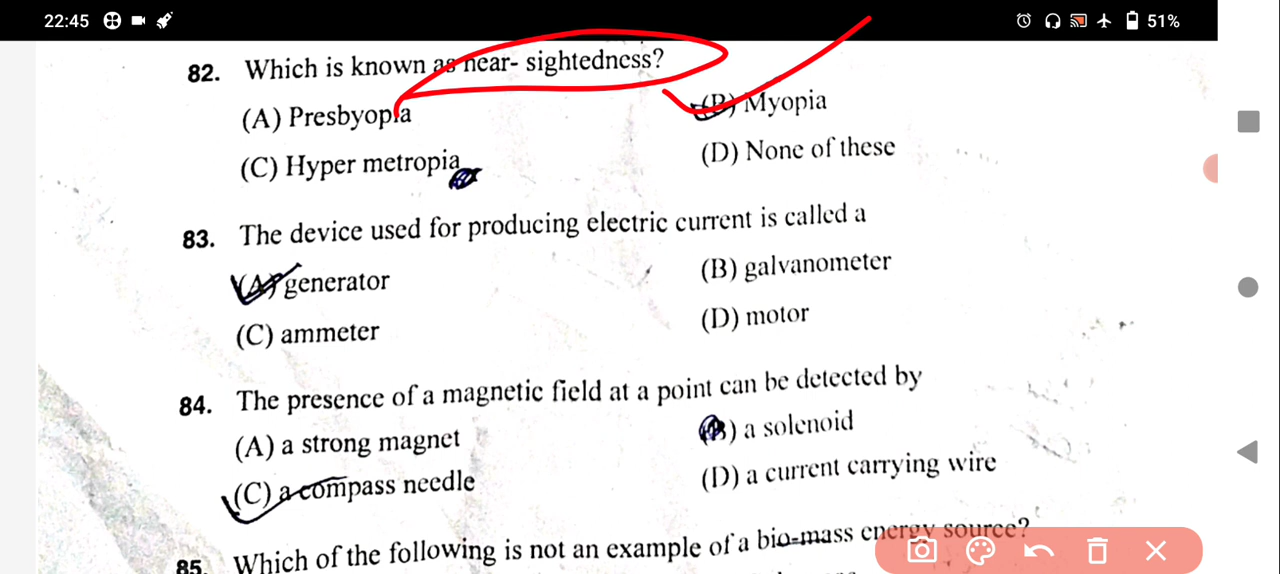 22:45 51%
82. Which is known as near- sightedness?
(A) Presbyopia (B) Myopia
(C) Hyper metropia (D) None of these
83. The device used for producing electric current is called a
(A) generator (B) galvanometer
(C) ammeter (D) motor
84. The presence of a magnetic field at a point can be detected by
(A) a strong magnet (B) a solenoid
(C) a compass needle (D) a current carrying wire
85. Which of the following is not an example of a bio-mass energy source?